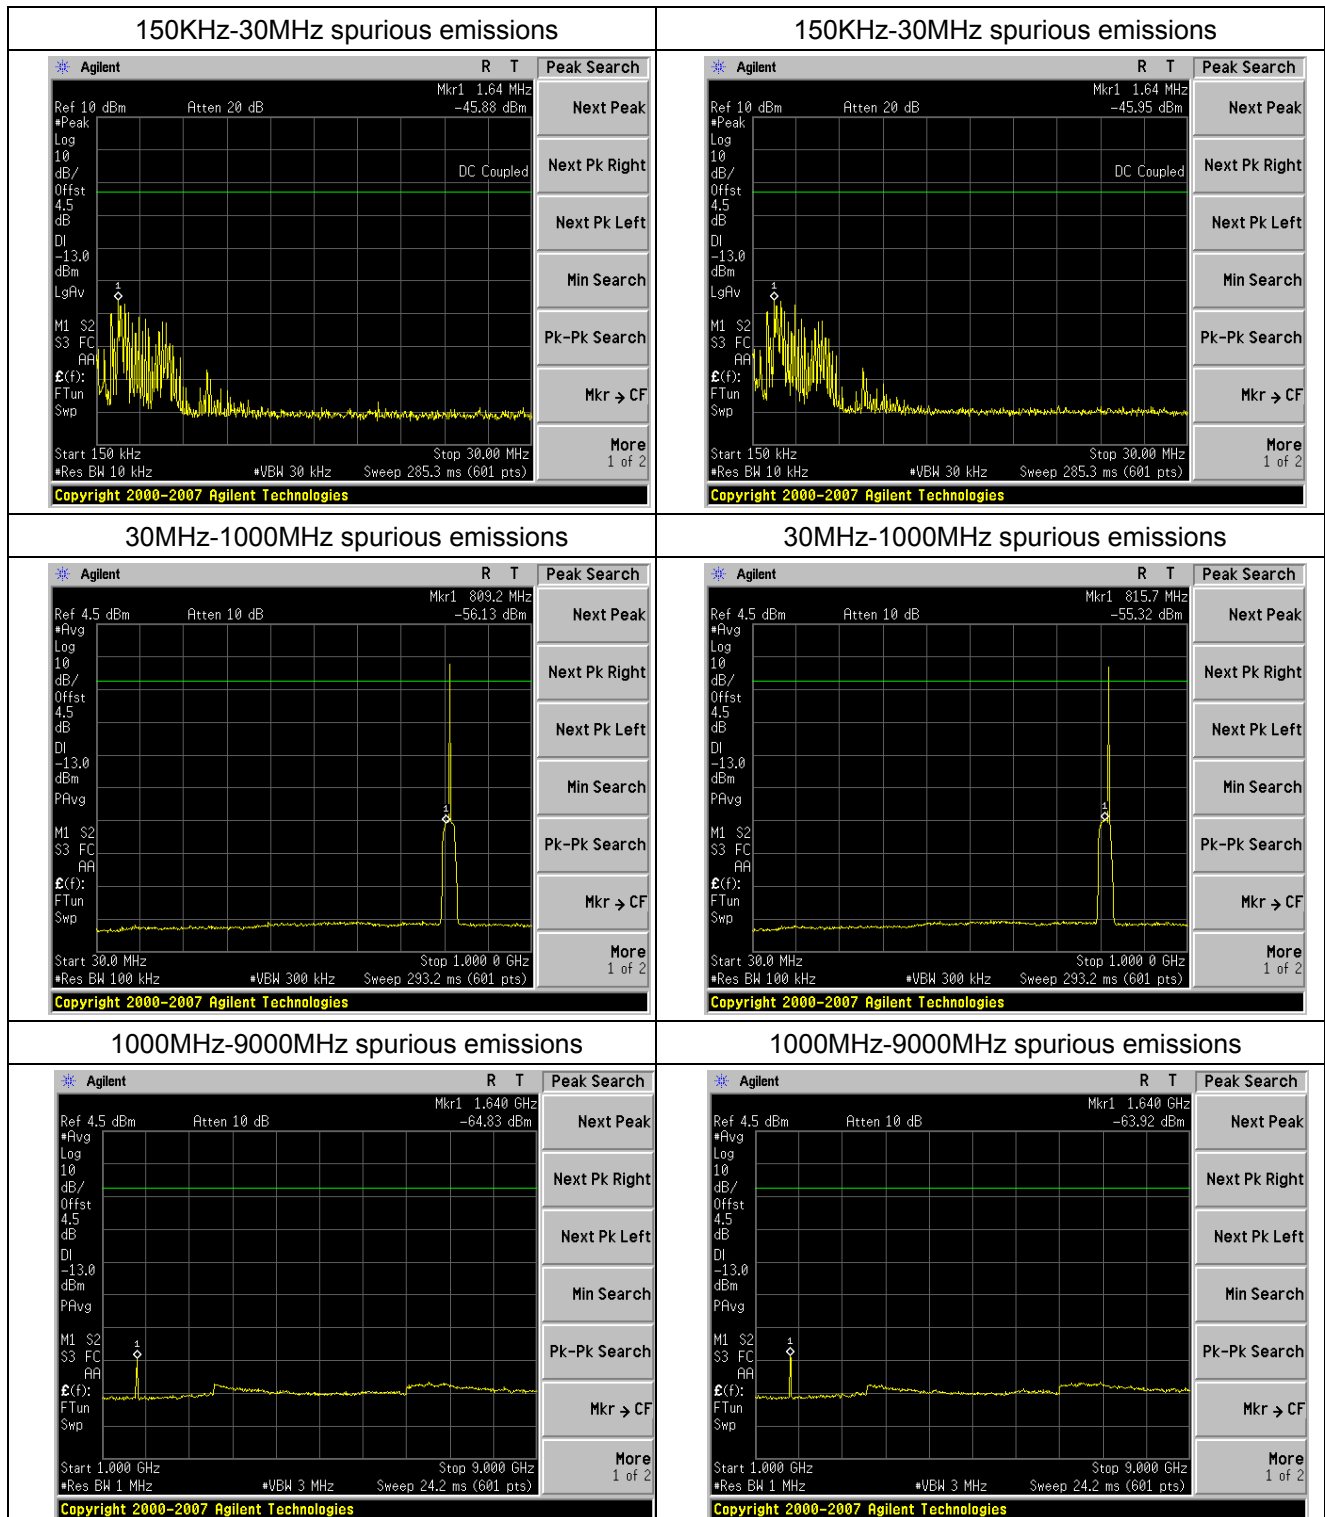 150KHz-30MHz spurious emissions
Agilent
R T
Peak Search
Mkr1 1.64 MHz
Ref 10 dBm
Atten 20 dB
-45.88 dBm
#Peak
Log
10
dB/
Offst
4.5
dB
DI
-13.0
dBm
LgAv
M1 S2
S3 FC
AA
£(f):
FTun
Swp
DC Coupled
1
Start 150 kHz
Stop 30.00 MHz
#Res BW 10 kHz
#VBW 30 kHz
Sweep 285.3 ms (601 pts)
Next Peak
Next Pk Right
Next Pk Left
Min Search
Pk-Pk Search
Mkr → CF
More
1 of 2
Copyright 2000-2007 Agilent Technologies
150KHz-30MHz spurious emissions
Agilent
R T
Peak Search
Mkr1 1.64 MHz
Ref 10 dBm
Atten 20 dB
-45.95 dBm
#Peak
Log
10
dB/
Offst
4.5
dB
DI
-13.0
dBm
LgAv
M1 S2
S3 FC
AA
£(f):
FTun
Swp
DC Coupled
1
Start 150 kHz
Stop 30.00 MHz
#Res BW 10 kHz
#VBW 30 kHz
Sweep 285.3 ms (601 pts)
Next Peak
Next Pk Right
Next Pk Left
Min Search
Pk-Pk Search
Mkr → CF
More
1 of 2
Copyright 2000-2007 Agilent Technologies
30MHz-1000MHz spurious emissions
Agilent
R T
Peak Search
Mkr1 809.2 MHz
Ref 4.5 dBm
Atten 10 dB
-56.13 dBm
#Avg
Log
10
dB/
Offst
4.5
dB
DI
-13.0
dBm
PAvg
M1 S2
S3 FC
AA
£(f):
FTun
Swp
1
Start 30.0 MHz
Stop 1.000 0 GHz
#Res BW 100 kHz
#VBW 300 kHz
Sweep 293.2 ms (601 pts)
Next Peak
Next Pk Right
Next Pk Left
Min Search
Pk-Pk Search
Mkr → CF
More
1 of 2
Copyright 2000-2007 Agilent Technologies
30MHz-1000MHz spurious emissions
Agilent
R T
Peak Search
Mkr1 815.7 MHz
Ref 4.5 dBm
Atten 10 dB
-55.32 dBm
#Avg
Log
10
dB/
Offst
4.5
dB
DI
-13.0
dBm
PAvg
M1 S2
S3 FC
AA
£(f):
FTun
Swp
1
Start 30.0 MHz
Stop 1.000 0 GHz
#Res BW 100 kHz
#VBW 300 kHz
Sweep 293.2 ms (601 pts)
Next Peak
Next Pk Right
Next Pk Left
Min Search
Pk-Pk Search
Mkr → CF
More
1 of 2
Copyright 2000-2007 Agilent Technologies
1000MHz-9000MHz spurious emissions
Agilent
R T
Peak Search
Mkr1 1.640 GHz
Ref 4.5 dBm
Atten 10 dB
-64.83 dBm
#Avg
Log
10
dB/
Offst
4.5
dB
DI
-13.0
dBm
PAvg
M1 S2
S3 FC
AA
£(f):
FTun
Swp
1
Start 1.000 GHz
Stop 9.000 GHz
#Res BW 1 MHz
#VBW 3 MHz
Sweep 24.2 ms (601 pts)
Next Peak
Next Pk Right
Next Pk Left
Min Search
Pk-Pk Search
Mkr → CF
More
1 of 2
Copyright 2000-2007 Agilent Technologies
1000MHz-9000MHz spurious emissions
Agilent
R T
Peak Search
Mkr1 1.640 GHz
Ref 4.5 dBm
Atten 10 dB
-63.92 dBm
#Avg
Log
10
dB/
Offst
4.5
dB
DI
-13.0
dBm
PAvg
M1 S2
S3 FC
AA
£(f):
FTun
Swp
1
Start 1.000 GHz
Stop 9.000 GHz
#Res BW 1 MHz
#VBW 3 MHz
Sweep 24.2 ms (601 pts)
Next Peak
Next Pk Right
Next Pk Left
Min Search
Pk-Pk Search
Mkr → CF
More
1 of 2
Copyright 2000-2007 Agilent Technologies